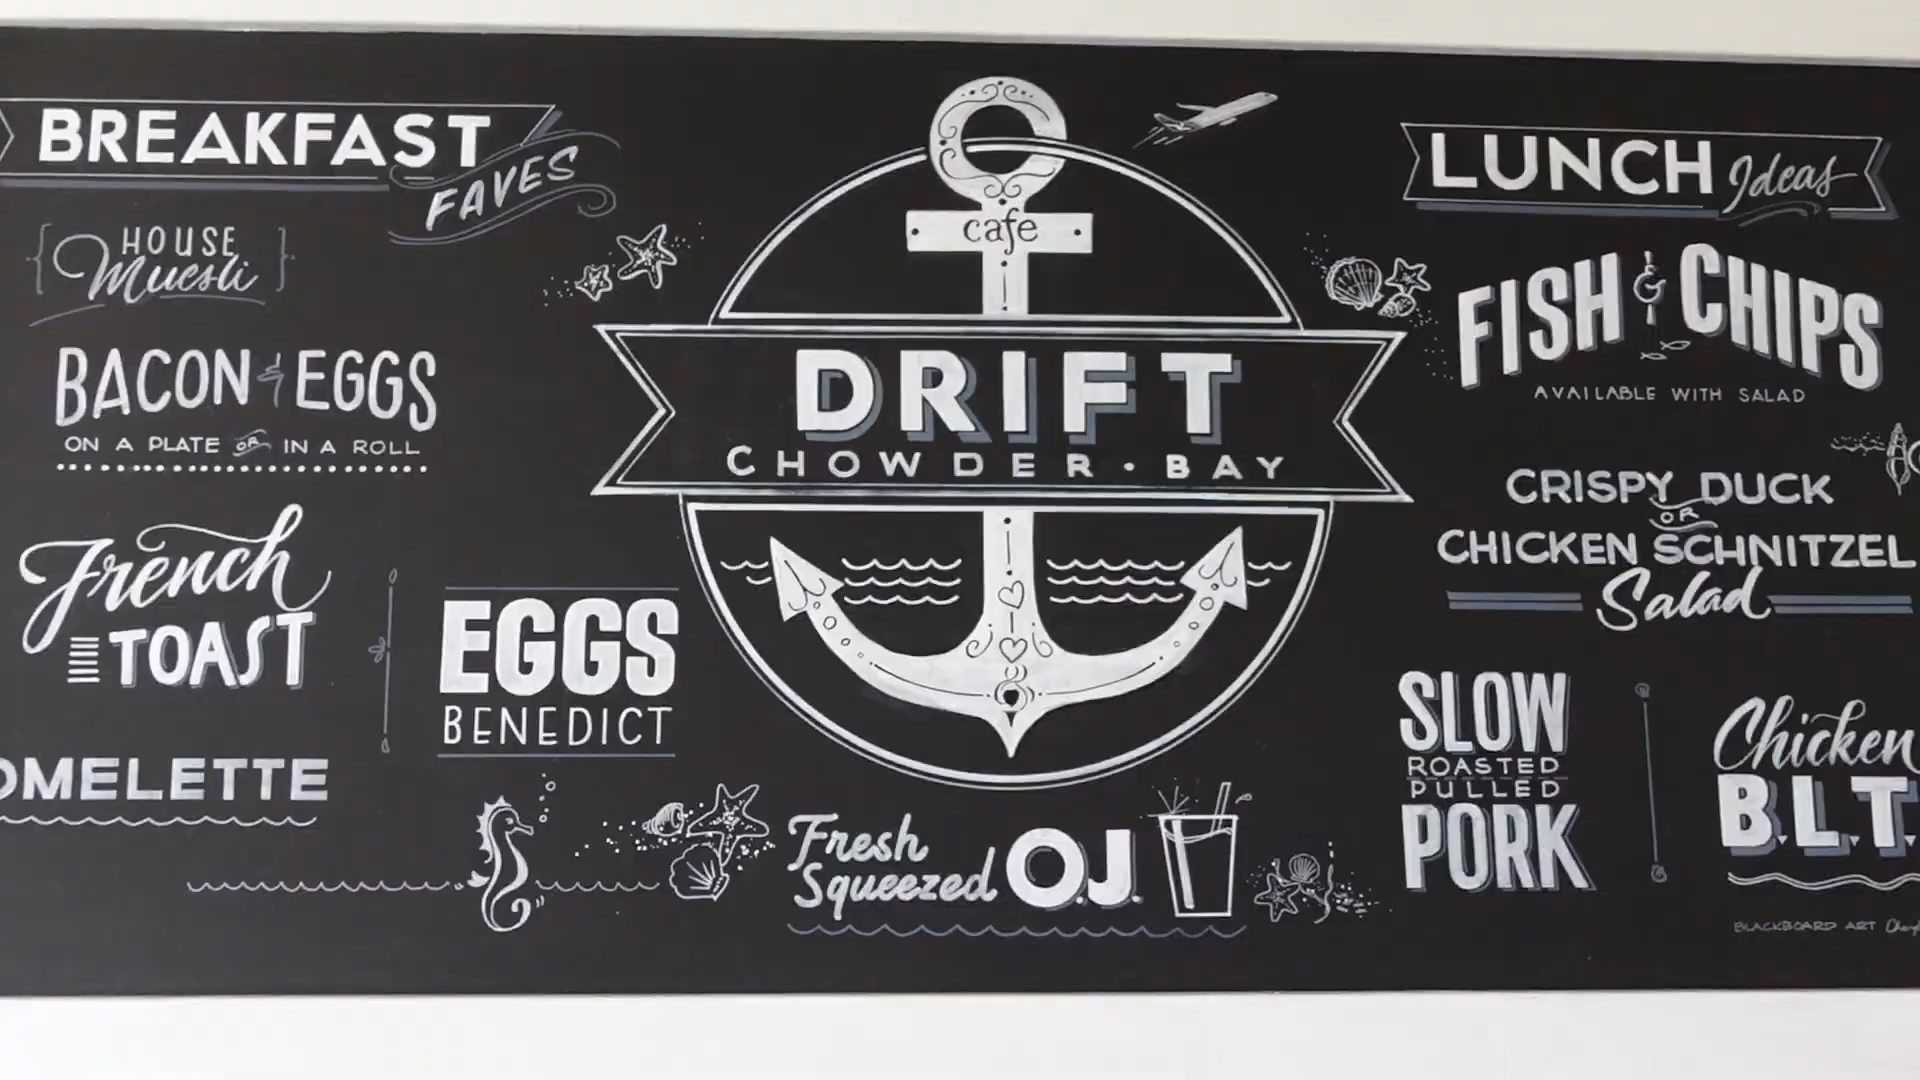 BREAKFAST
FAVES
HOUSE
Muesli
BACON & EGGS
ON A PLATE OR IN A ROLL
French
TOAST
EGGS
BENEDICT
OMELETTE
cafe
DRIFT
CHOWDER · BAY
Fresh
Squeezed O.J.
LUNCH Ideas
FISH & CHIPS
AVAILABLE WITH SALAD
CRISPY DUCK
OR
CHICKEN SCHNITZEL
Salad
SLOW
ROASTED
PULLED
PORK
Chicken
B.L.T.
BLACKBOARD ART